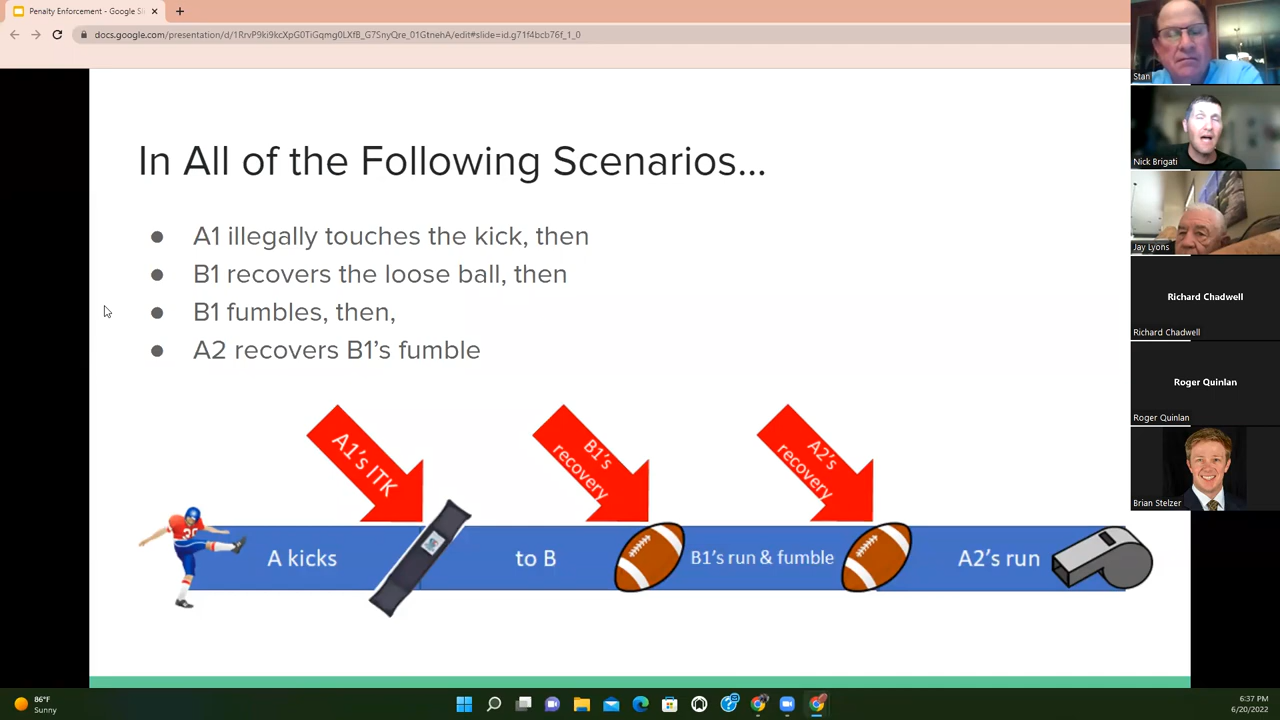 Penalty Enforcement - Google Sli
docs.google.com/presentation/d/1RrvP9ki9kcXpG0TiGqmg0LXfB_G7SnyQre_01GtnehA/edit#slide=id.g71f4bcb76f_1_0
In All of the Following Scenarios...
● A1 illegally touches the kick, then
● B1 recovers the loose ball, then
● B1 fumbles, then,
● A2 recovers B1's fumble
A1's ITK
B1's
recovery
A2's
recovery
A kicks
to B
B1's run & fumble
A2's run
Stan
Nick Brigati
Jay Lyons
Richard Chadwell
Richard Chadwell
Roger Quinlan
Roger Quinlan
Brian Stelzer
86°F
Sunny
6:37 PM
6/20/2022